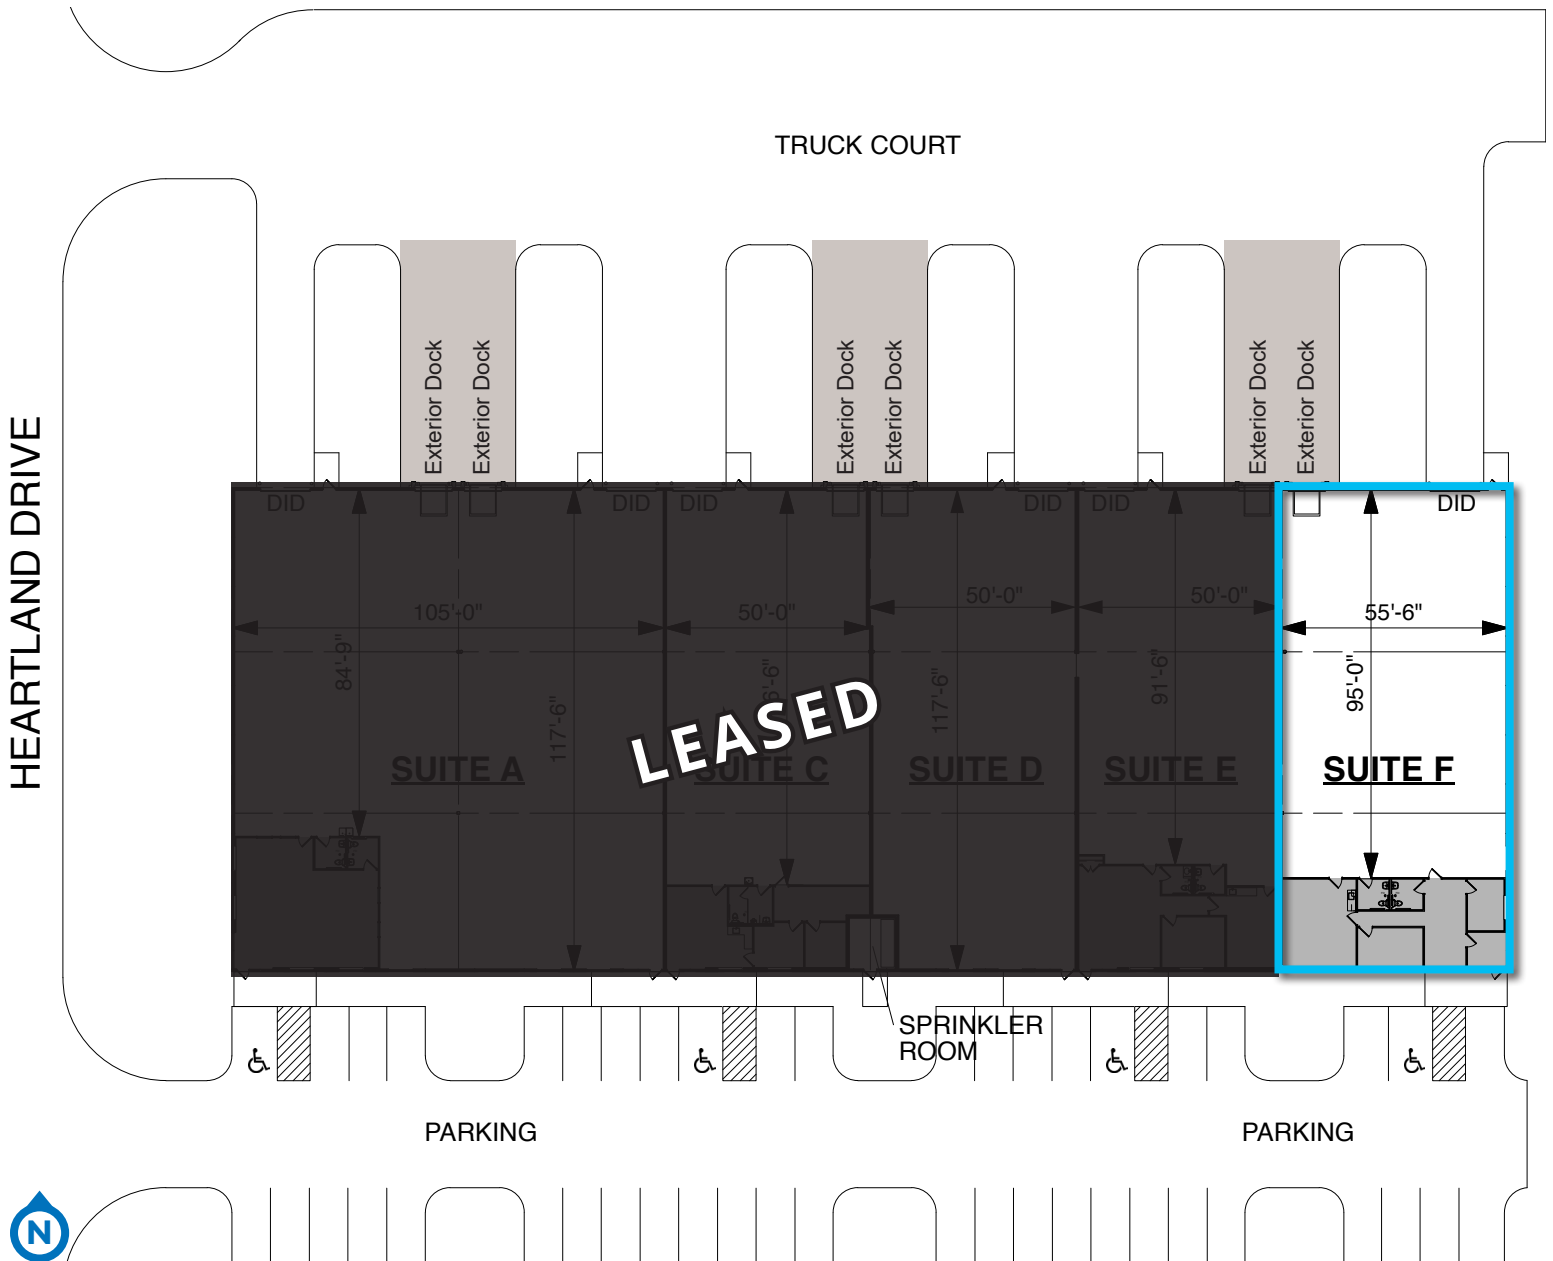 TRUCK COURT
HEARTLAND DRIVE
Exterior Dock
Exterior Dock
Exterior Dock
Exterior Dock
Exterior Dock
Exterior Dock
DID
DID
DID
DID
DID
DID
105'-0"
50'-0"
50'-0"
50'-0"
55'-6"
84'-9"
117'-6"
117'-6"
91'-6"
95'-0"
LEASED
SUITE A
SUITE C
SUITE D
SUITE E
SUITE F
SPRINKLER
ROOM
PARKING
PARKING
N